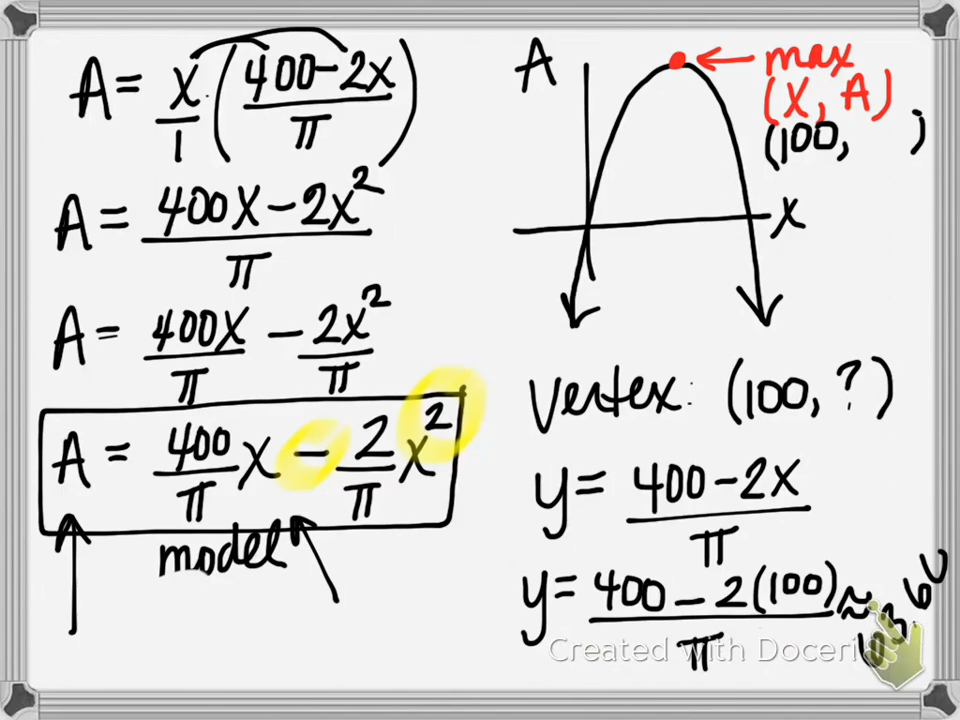 A = x/1 · ((400-2x)/π)
A = (400x-2x²)/π
A = 400x/π - 2x²/π
A = 400/π x - 2/π x²
model
A
max
(x, A)
(100, )
x
vertex: (100, ?)
y = (400-2x)/π
y = (400-2(100))/π ≈
Created with Doceri